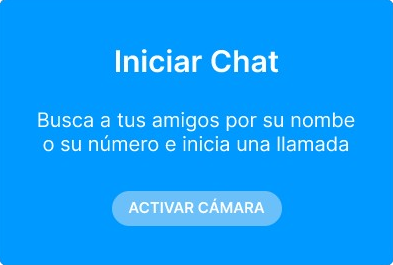 Iniciar Chat
Busca a tus amigos por su nombe
o su número e inicia una llamada
ACTIVAR CÁMARA